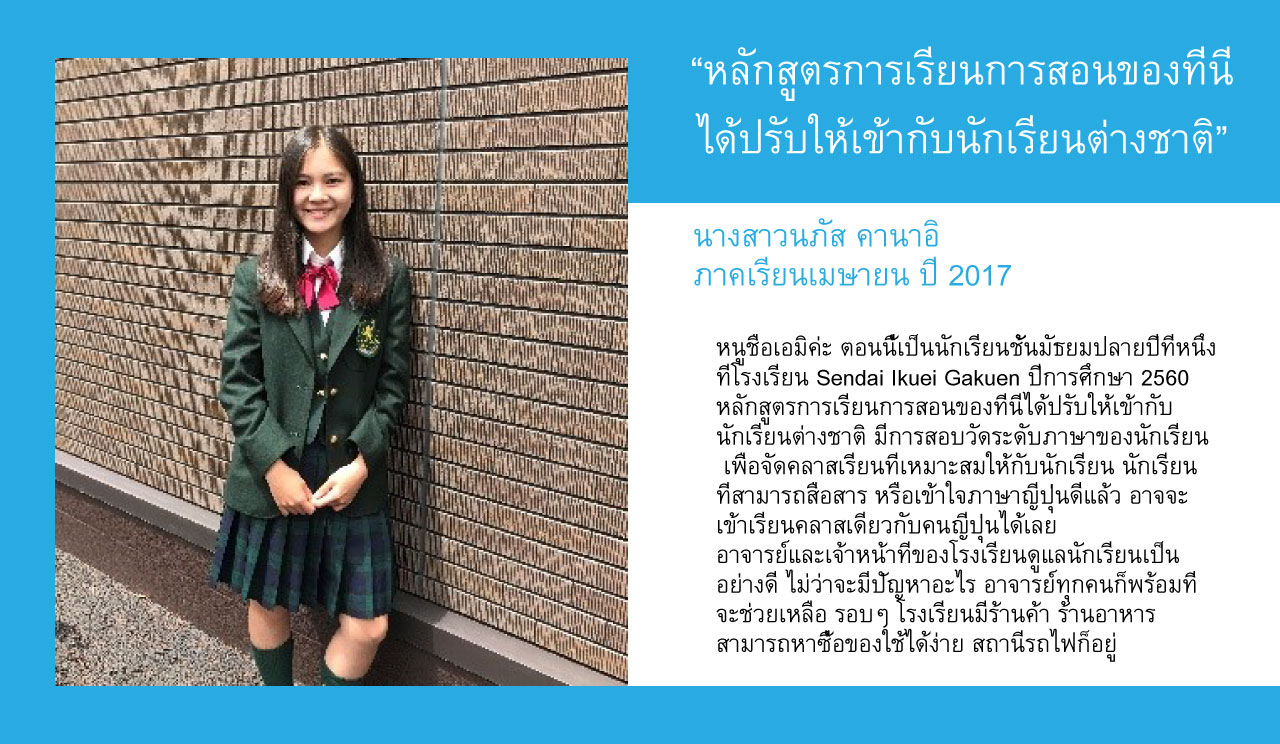 “หลักสูตรการเรียนการสอนของทีนี
ได้ปรับให้เข้ากับนักเรียนต่างชาติ”
นางสาวนภัส คานาอิ
ภาคเรียนเมษายน ปี 2017
หนูชือเอมิค่ะ ตอนนี้เป็นนักเรียนชั้นมัธยมปลายปีทีหนึง
ทีโรงเรียน Sendai Ikuei Gakuen ปีการศึกษา 2560
หลักสูตรการเรียนการสอนของทีนีได้ปรับให้เข้ากับ
นักเรียนต่างชาติ มีการสอบวัดระดับภาษาของนักเรียน
เพือจัดคลาสเรียนทีเหมาะสมให้กับนักเรียน นักเรียน
ทีสามารถสือสาร หรือเข้าใจภาษาญีปุนดีแล้ว อาจจะ
เข้าเรียนคลาสเดียวกับคนญีปุนได้เลย
อาจารย์และเจ้าหน้าทีของโรงเรียนดูแลนักเรียนเป็น
อย่างดี ไม่ว่าจะมีปัญหาอะไร อาจารย์ทุกคนก็พร้อมที
จะช่วยเหลือ รอบๆ โรงเรียนมีร้านค้า ร้านอาหาร
สามารถหาซื้อของใช้ได้ง่าย สถานีรถไฟก็อยู่